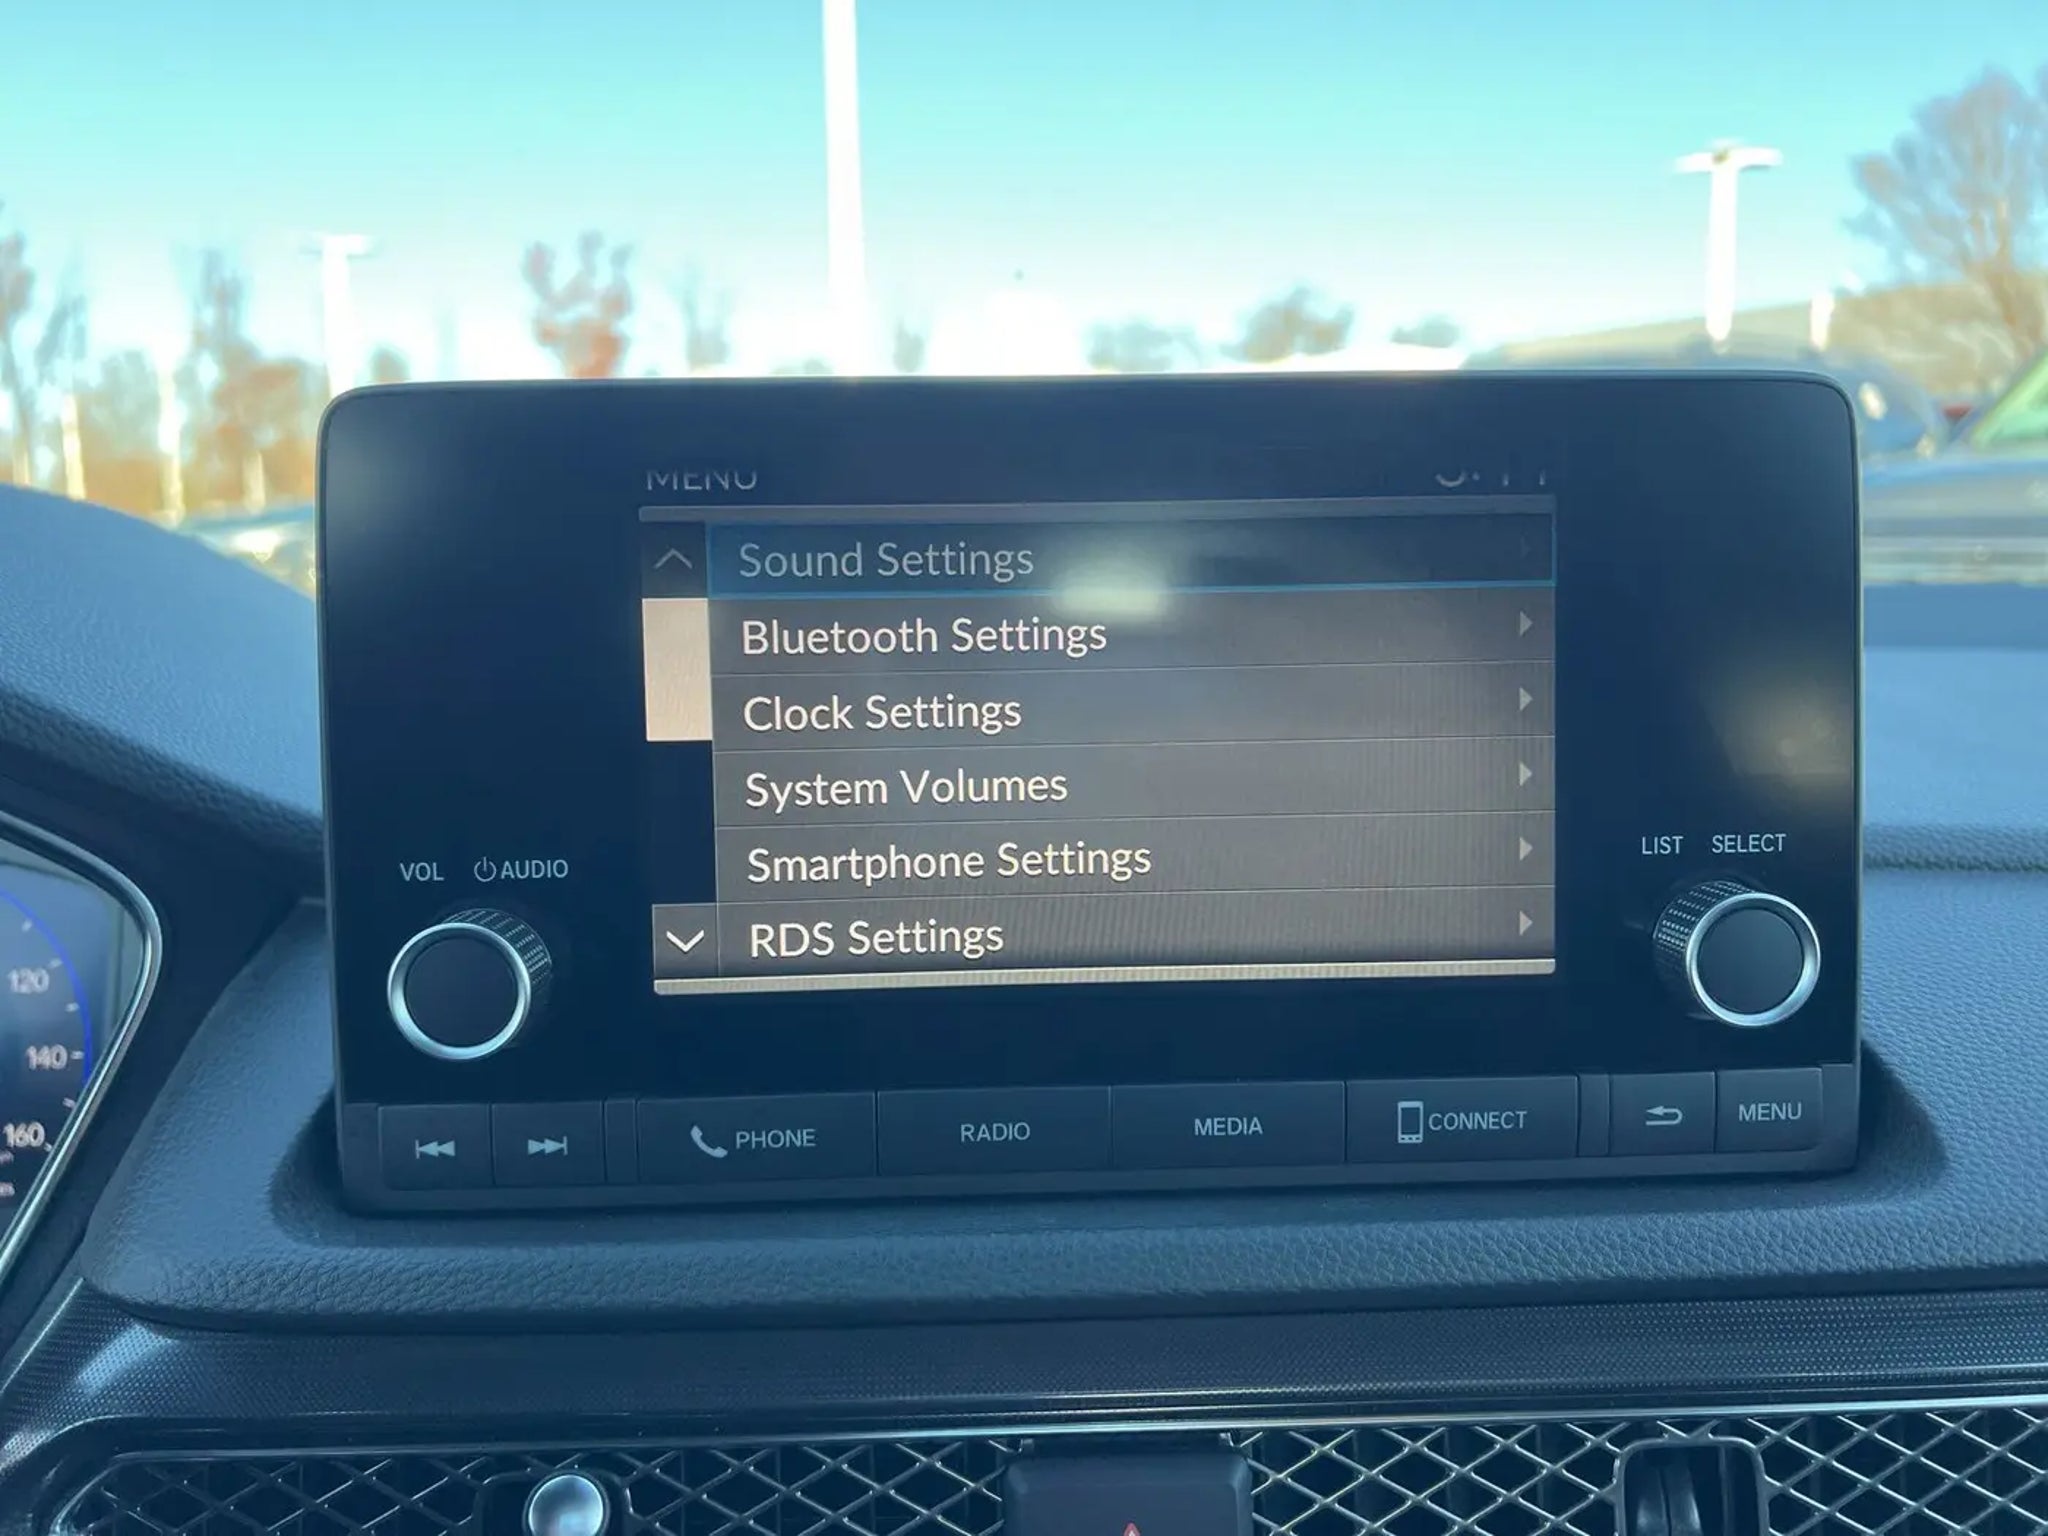 MENU
Sound Settings
Bluetooth Settings
Clock Settings
System Volumes
Smartphone Settings
RDS Settings
VOL AUDIO
LIST SELECT
120
140
160
PHONE
RADIO
MEDIA
CONNECT
MENU